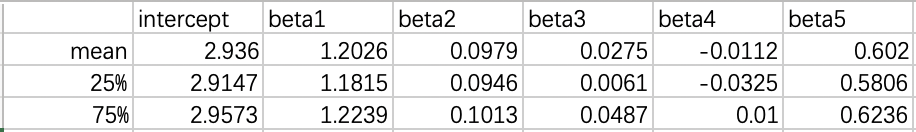 intercept beta1 beta2 beta3 beta4 beta5
mean 2.936 1.2026 0.0979 0.0275 -0.0112 0.602
25% 2.9147 1.1815 0.0946 0.0061 -0.0325 0.5806
75% 2.9573 1.2239 0.1013 0.0487 0.01 0.6236